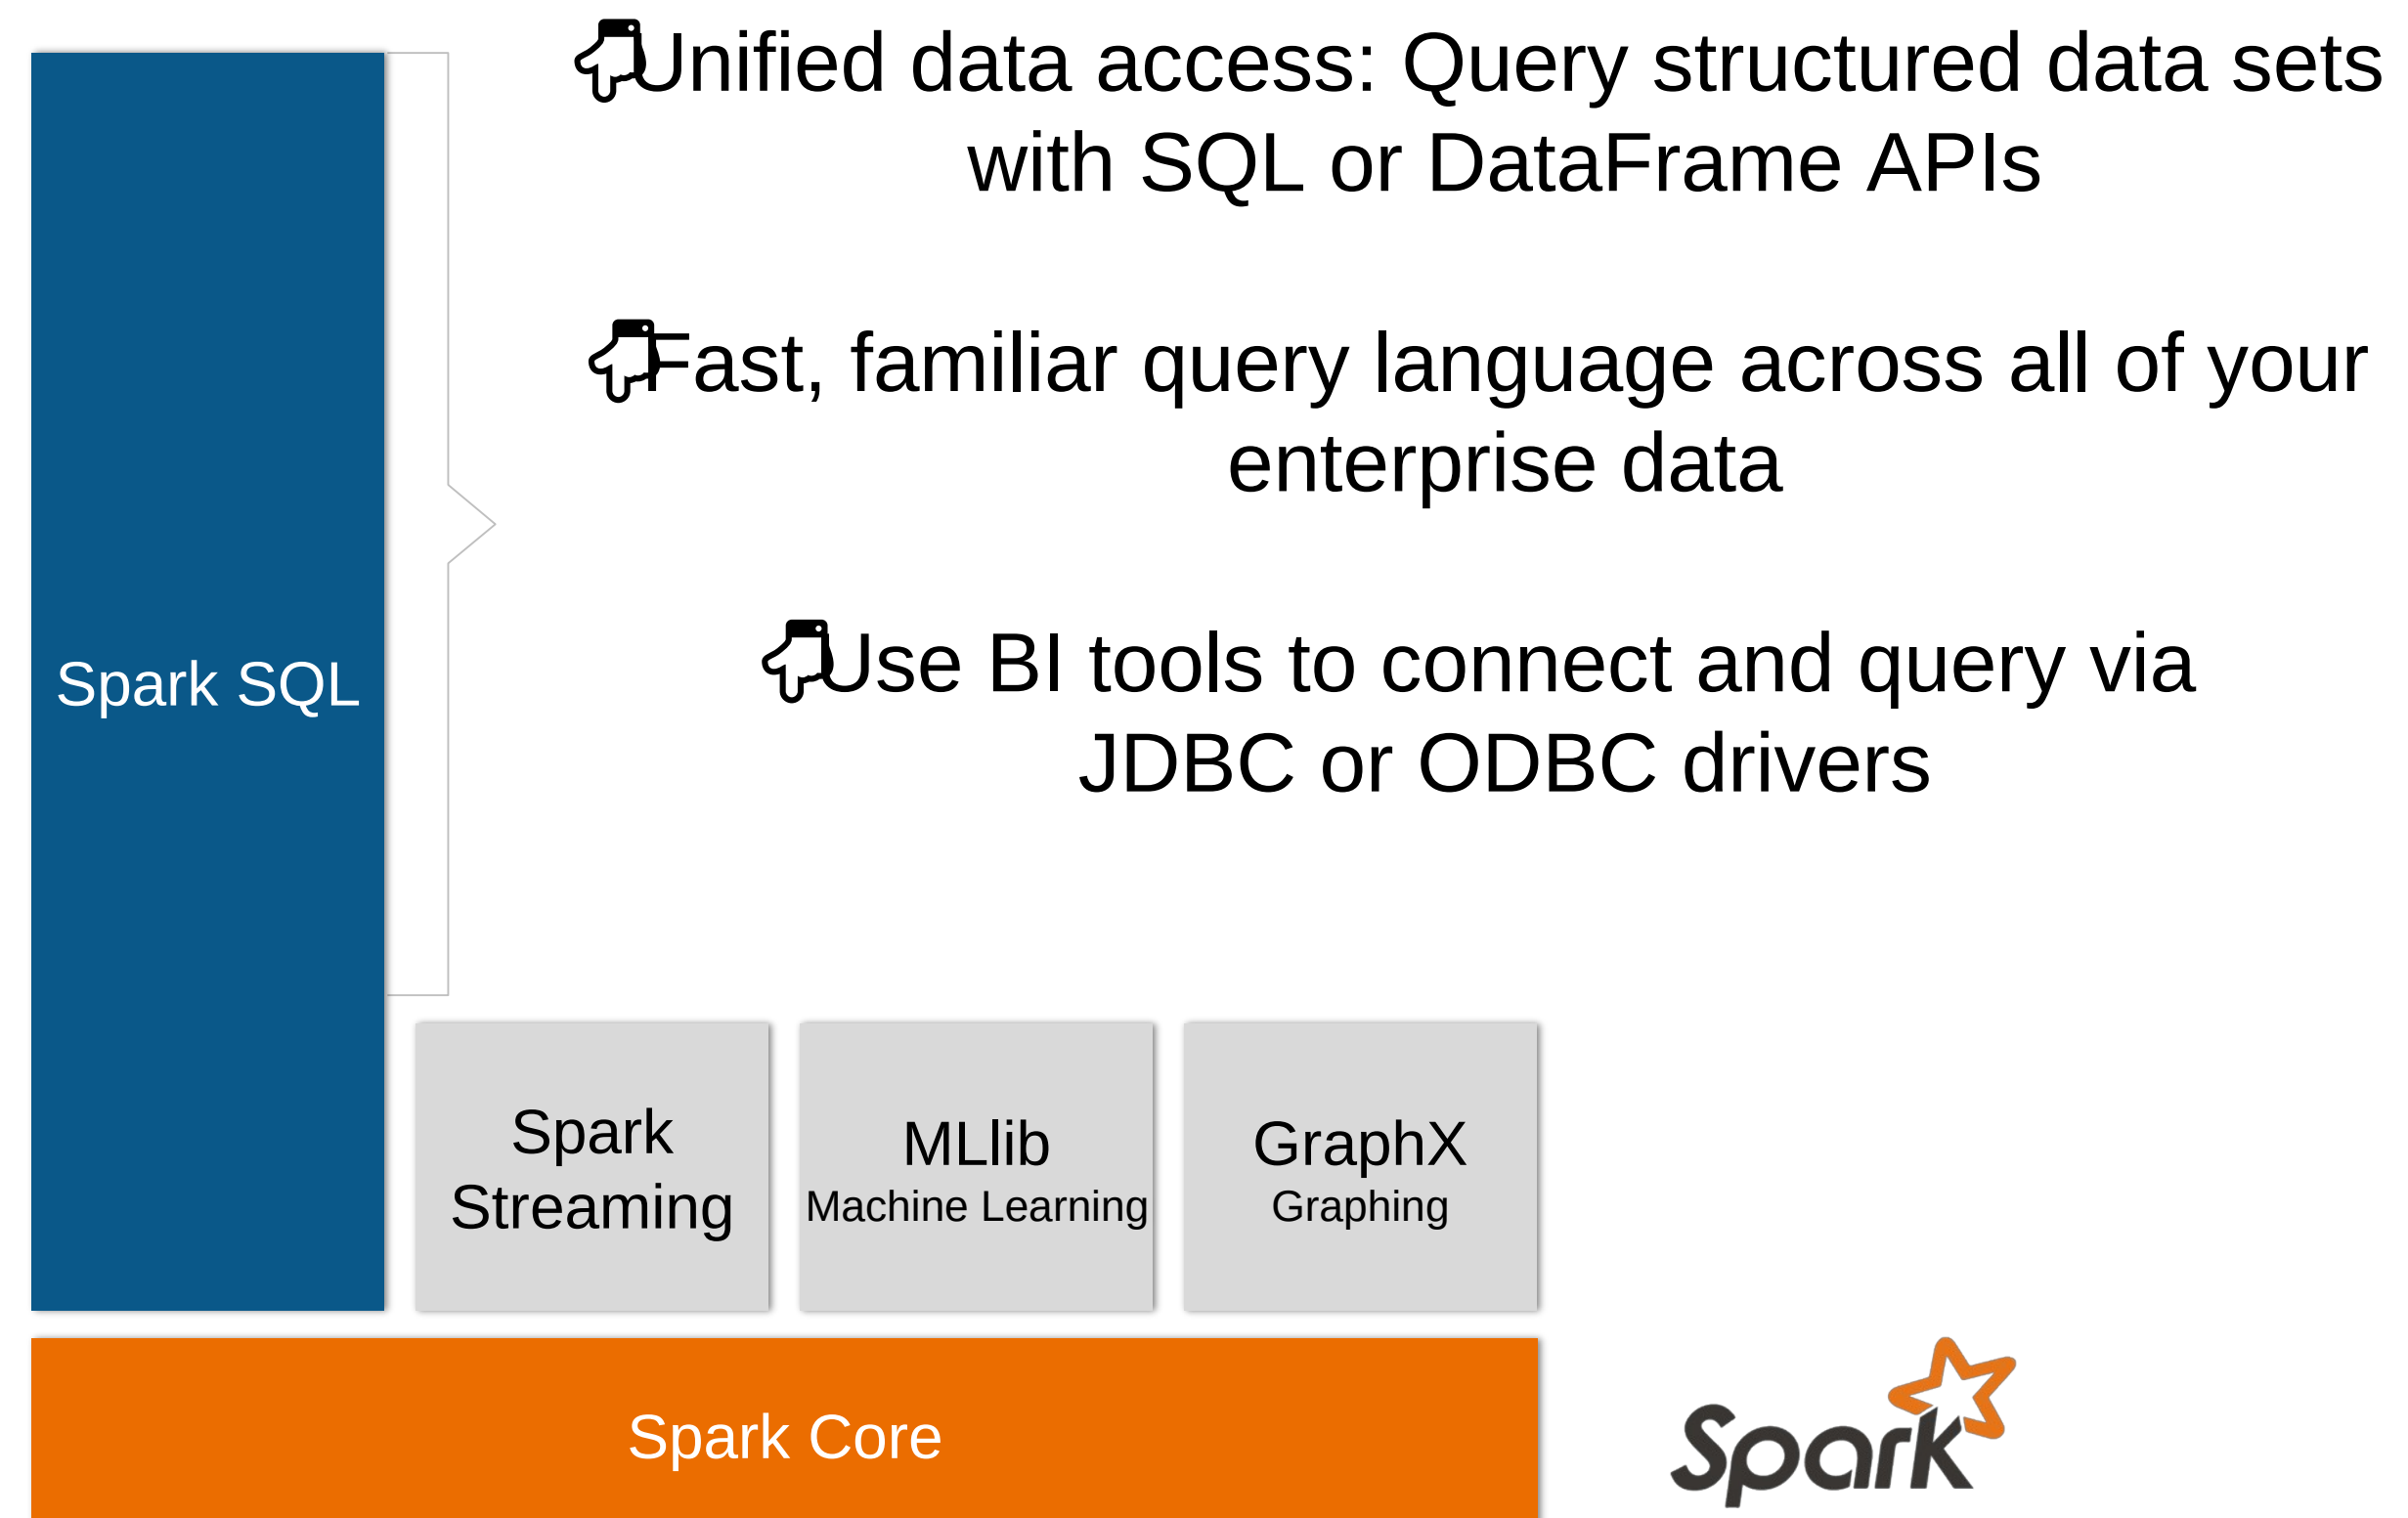 Unified data access: Query structured data sets
with SQL or DataFrame APIs
Fast, familiar query language across all of your
enterprise data
Use BI tools to connect and query via
JDBC or ODBC drivers
Spark SQL
Spark
Streaming
MLlib
Machine Learning
GraphX
Graphing
Spark Core
Spark